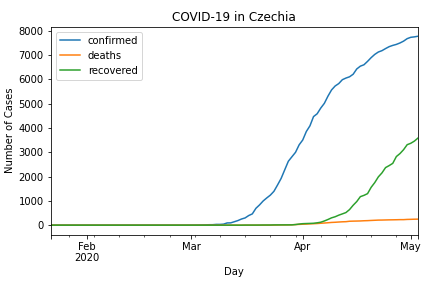 COVID-19 in Czechia
confirmed
deaths
recovered
8000
7000
6000
5000
4000
3000
2000
1000
0
Number of Cases
Feb
2020
Mar
Apr
May
Day